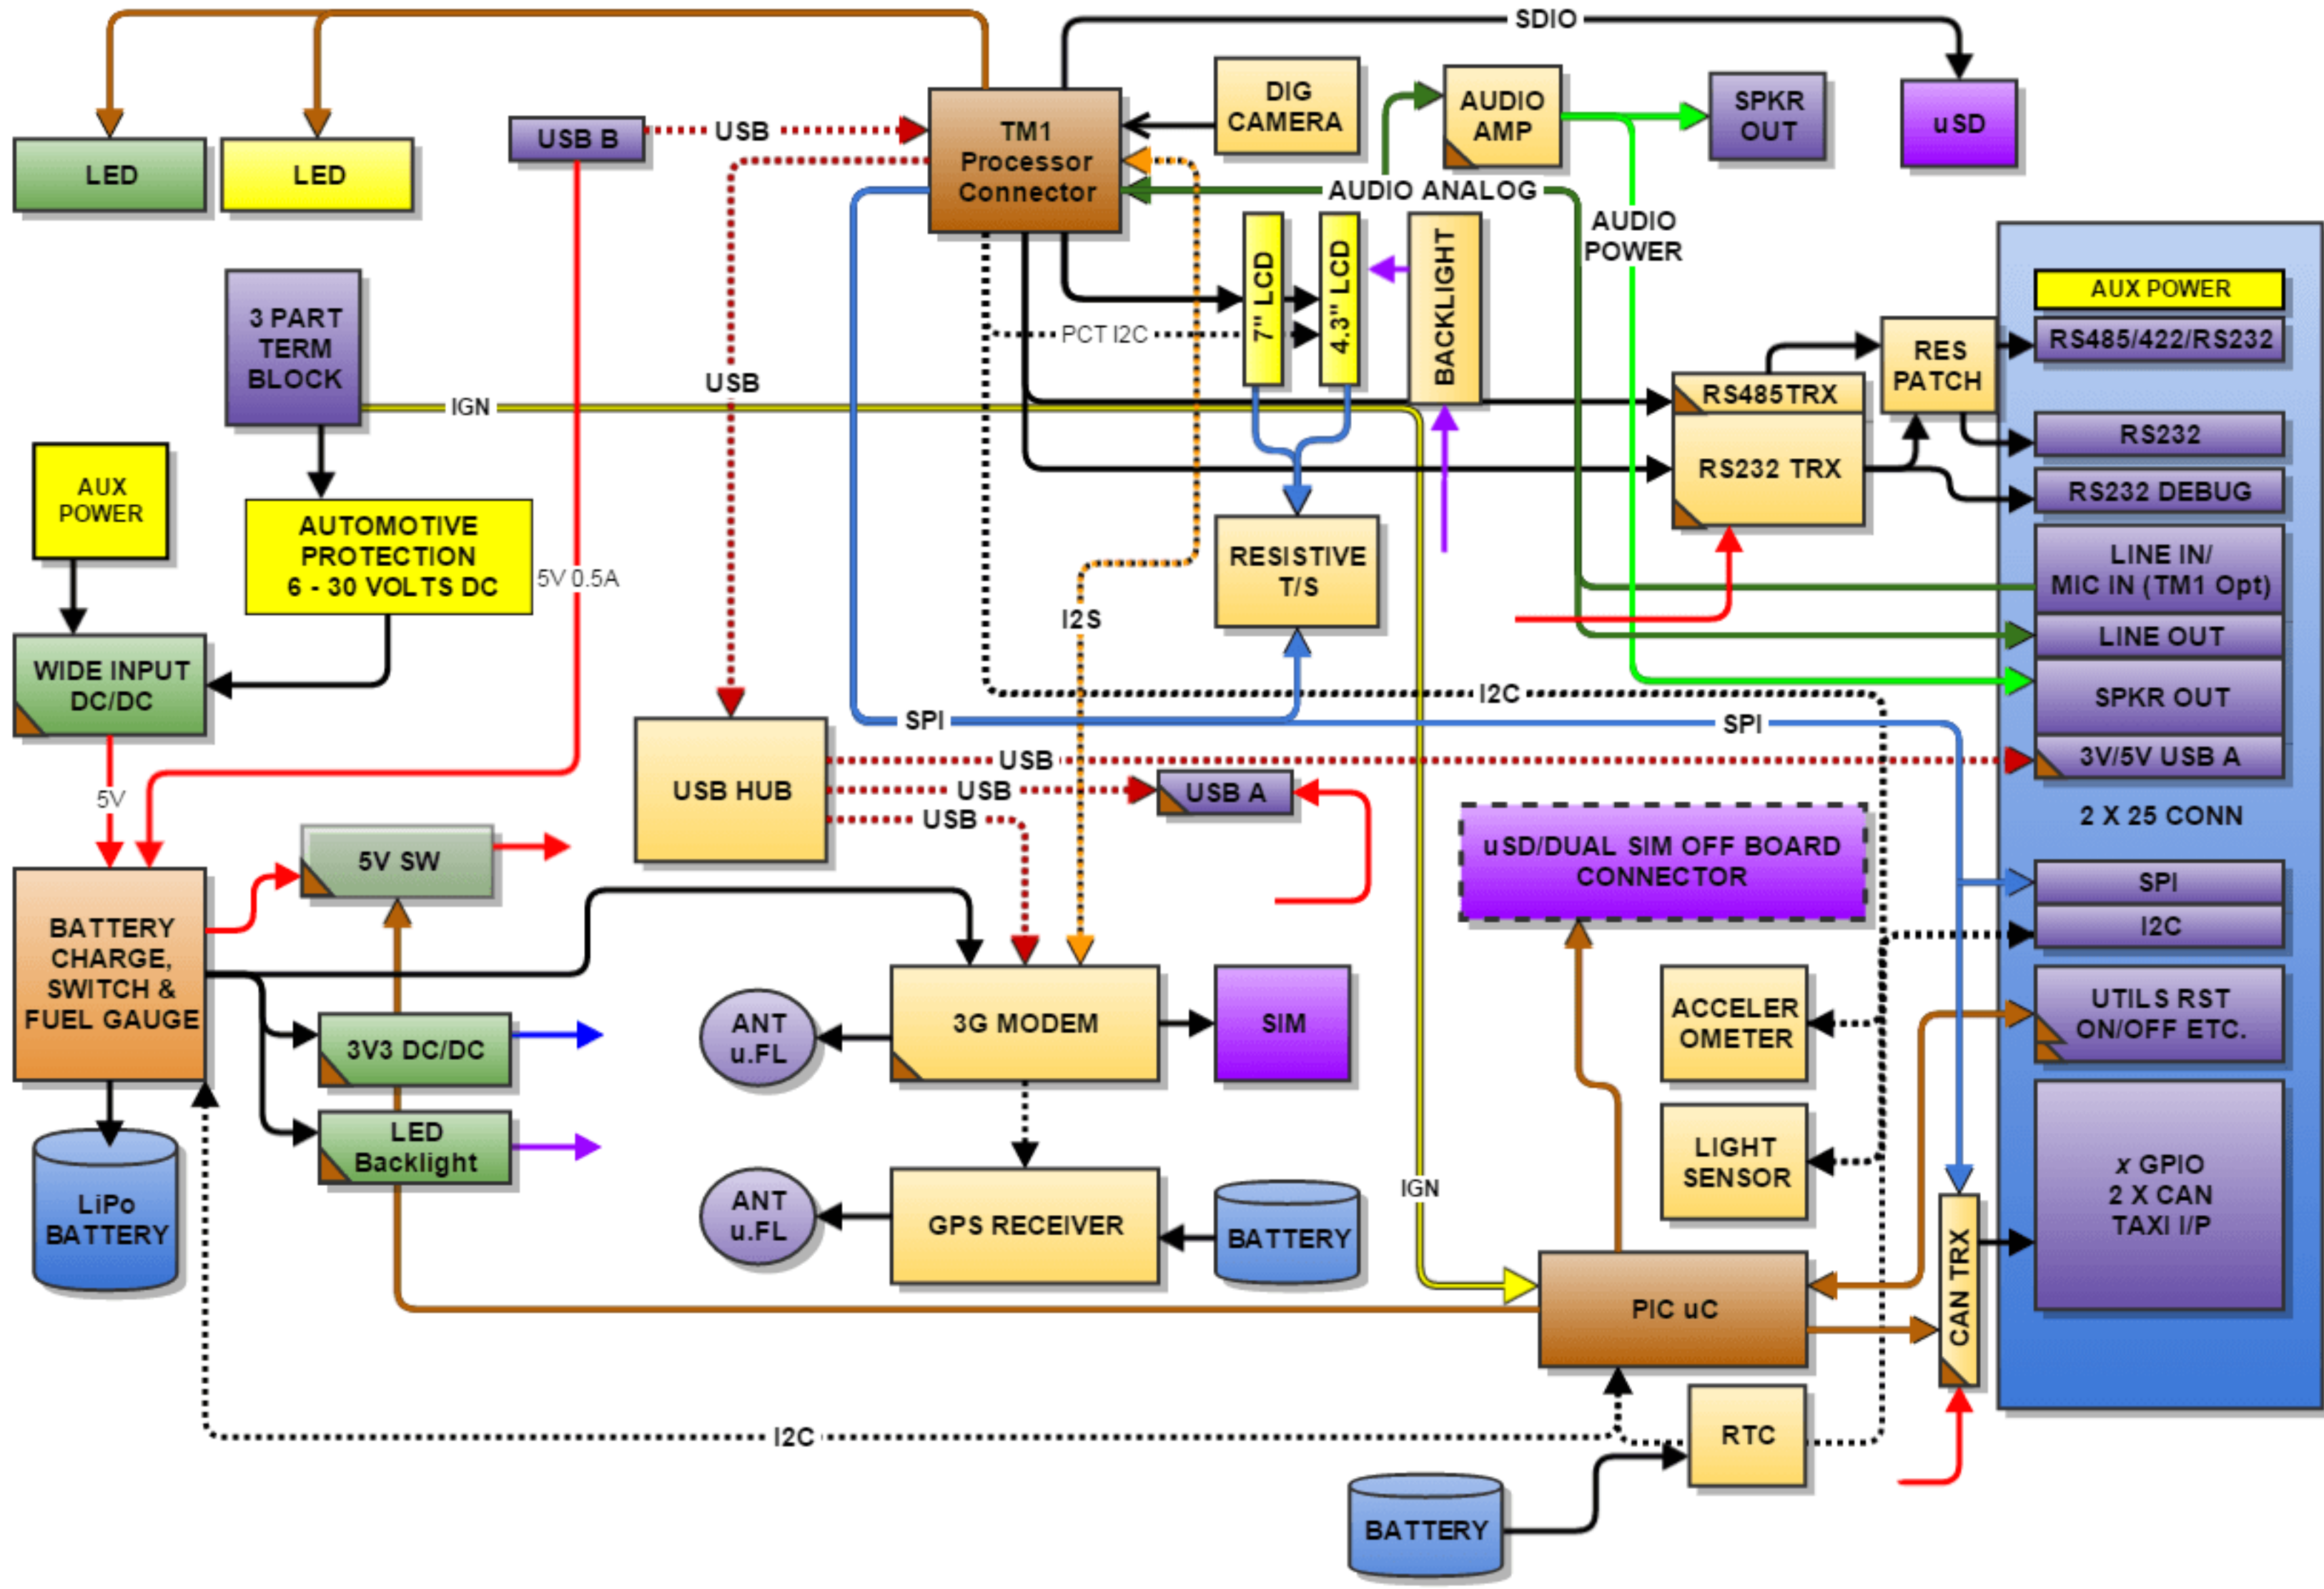 SDIO
DIG
CAMERA
AUDIO
AMP
SPKR
OUT
uSD
USB B
USB
TM1
Processor
Connector
LED
LED
AUDIO ANALOG
AUDIO
POWER
7" LCD
4.3" LCD
BACKLIGHT
AUX POWER
RS485/422/RS232
3 PART
TERM
BLOCK
PCT I2C
RES
PATCH
USB
IGN
RS485TRX
RS232
RS232 TRX
RS232 DEBUG
AUX
POWER
AUTOMOTIVE
PROTECTION
6 - 30 VOLTS DC
5V 0.5A
RESISTIVE
T/S
LINE IN/
MIC IN (TM1 Opt)
I2S
LINE OUT
WIDE INPUT
DC/DC
I2C
SPKR OUT
SPI
SPI
USB
3V/5V USB A
5V
USB HUB
USB
USB A
USB
2 X 25 CONN
5V SW
uSD/DUAL SIM OFF BOARD
CONNECTOR
SPI
I2C
BATTERY
CHARGE,
SWITCH &
FUEL GAUGE
3V3 DC/DC
ANT
u.FL
3G MODEM
SIM
ACCELER
OMETER
UTILS RST
ON/OFF ETC.
LED
Backlight
LIGHT
SENSOR
x GPIO
2 X CAN
TAXI I/P
LiPo
BATTERY
ANT
u.FL
GPS RECEIVER
BATTERY
IGN
PIC uC
CAN TRX
I2C
RTC
BATTERY